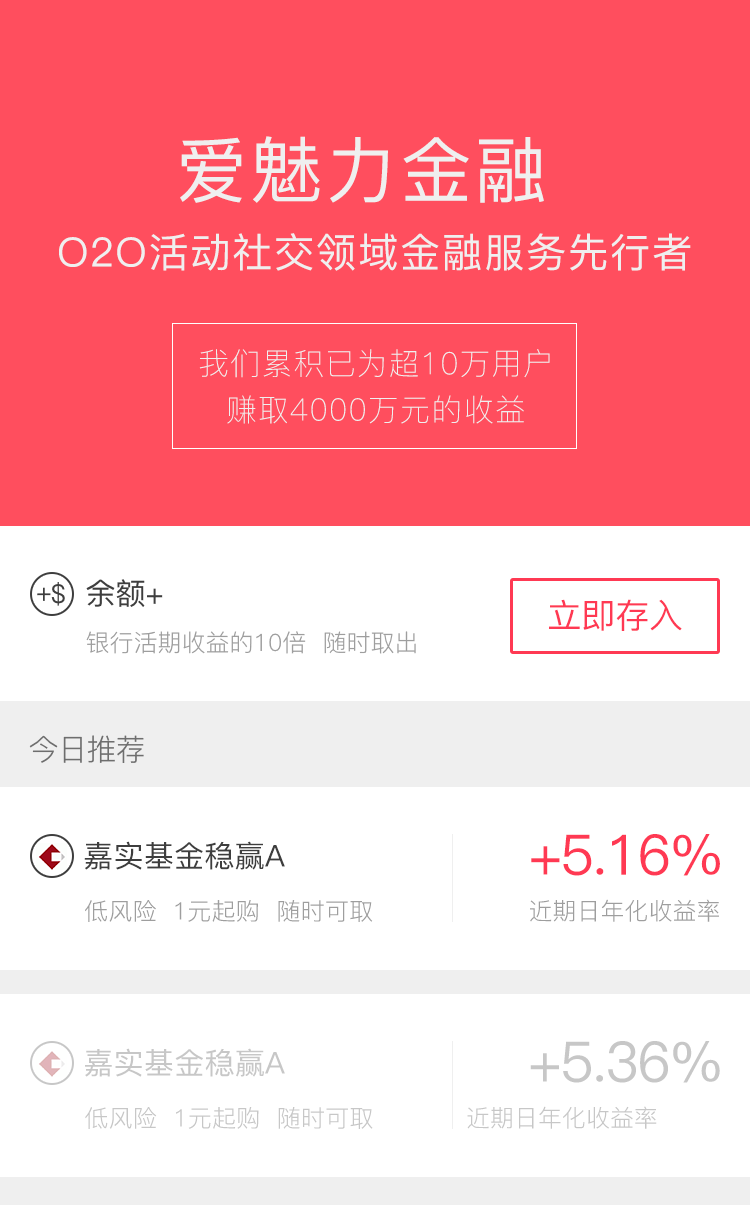 爱魅力金融
O2O活动社交领域金融服务先行者
我们累积已为超10万用户
赚取4000万元的收益
+$ 余额+
银行活期收益的10倍 随时取出
立即存入
今日推荐
嘉实基金稳赢A
+5.16%
低风险 1元起购 随时可取
近期日年化收益率
嘉实基金稳赢A
+5.36%
低风险 1元起购 随时可取
近期日年化收益率